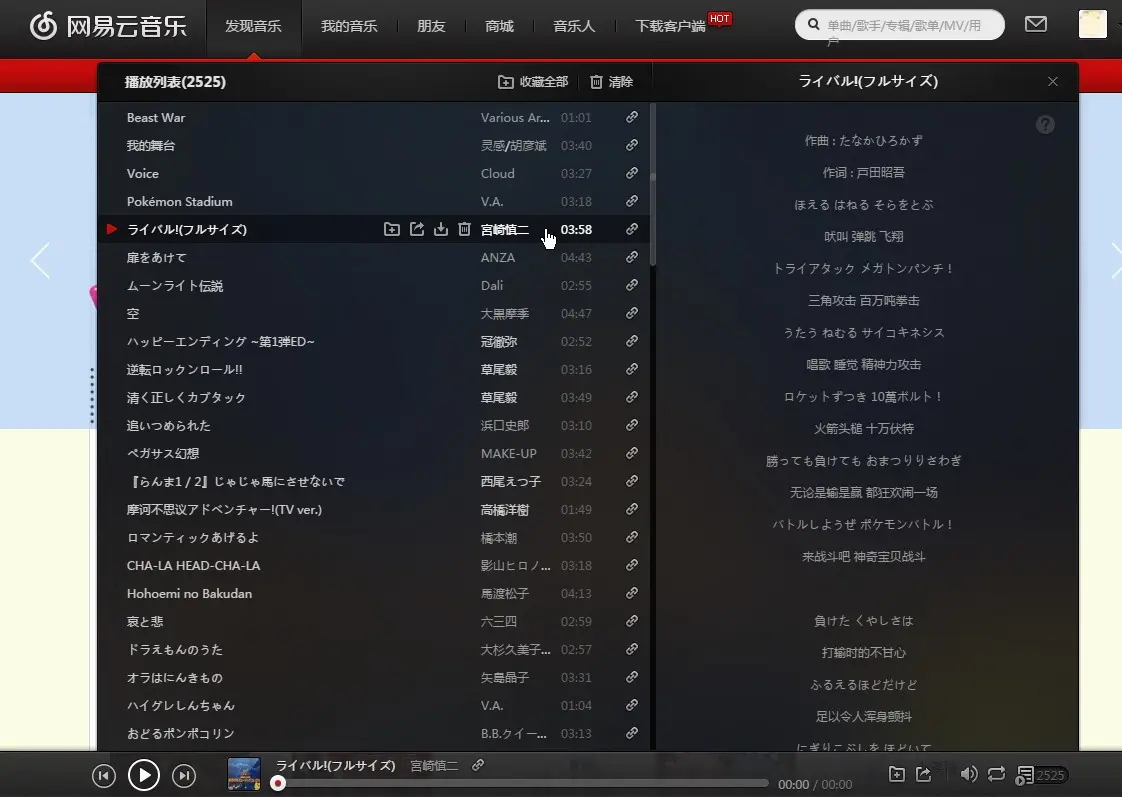 网易云音乐
发现音乐
我的音乐
朋友
商城
音乐人
下载客户端
HOT
单曲/歌手/专辑/歌单/MV/用户
播放列表(2525)
收藏全部
清除
ライバル!(フルサイズ)
Beast War Various Ar... 01:01
我的舞台 灵感/胡彦斌 03:40
Voice Cloud 03:27
Pokémon Stadium V.A. 03:18
ライバル!(フルサイズ) 宮崎慎二 03:58
扉をあけて ANZA 04:43
ムーンライト伝説 Dali 02:55
空 大黒摩季 04:47
ハッピーエンディング ~第1弾ED~ 冠徹弥 02:52
逆転ロックンロール!! 草尾毅 03:16
清く正しくカブタック 草尾毅 03:49
追いつめられた 浜口史郎 03:10
ペガサス幻想 MAKE-UP 03:42
『らんま1 / 2』じゃじゃ馬にさせないで 西尾えつ子 03:24
摩诃不思议アドベンチャー!(TV ver.) 高橋洋樹 01:49
ロマンティックあげるよ 橋本潮 03:50
CHA-LA HEAD-CHA-LA 影山ヒロノ... 03:18
Hohoemi no Bakudan 馬渡松子 04:13
哀と悲 六三四 02:59
ドラえもんのうた 大杉久美子... 02:57
オラはにんきもの 矢島晶子 03:31
ハイグレしんちゃん V.A. 01:04
おどるポンポコリン B.B.クイー... 03:13
作曲 : たなかひろかず
作词 : 戸田昭吾
ほえる はねる そらをとぶ
吠叫 弹跳 飞翔
トライアタック メガトンパンチ！
三角攻击 百万吨拳击
うたう ねむる サイコキネシス
唱歌 睡觉 精神力攻击
ロケットずつき 10萬ボルト！
火箭头槌 十万伏特
勝っても負けても おまつりりさわぎ
无论是输是赢 都狂欢闹一场
バトルしようぜ ポケモンバトル！
来战斗吧 神奇宝贝战斗
負けた くやしさは
打输时的不甘心
ふるえるほどだけど
足以令人浑身颤抖
にぎりこぶしを ほどいて
ライバル!(フルサイズ) 宮崎慎二
00:00 / 00:00
2525